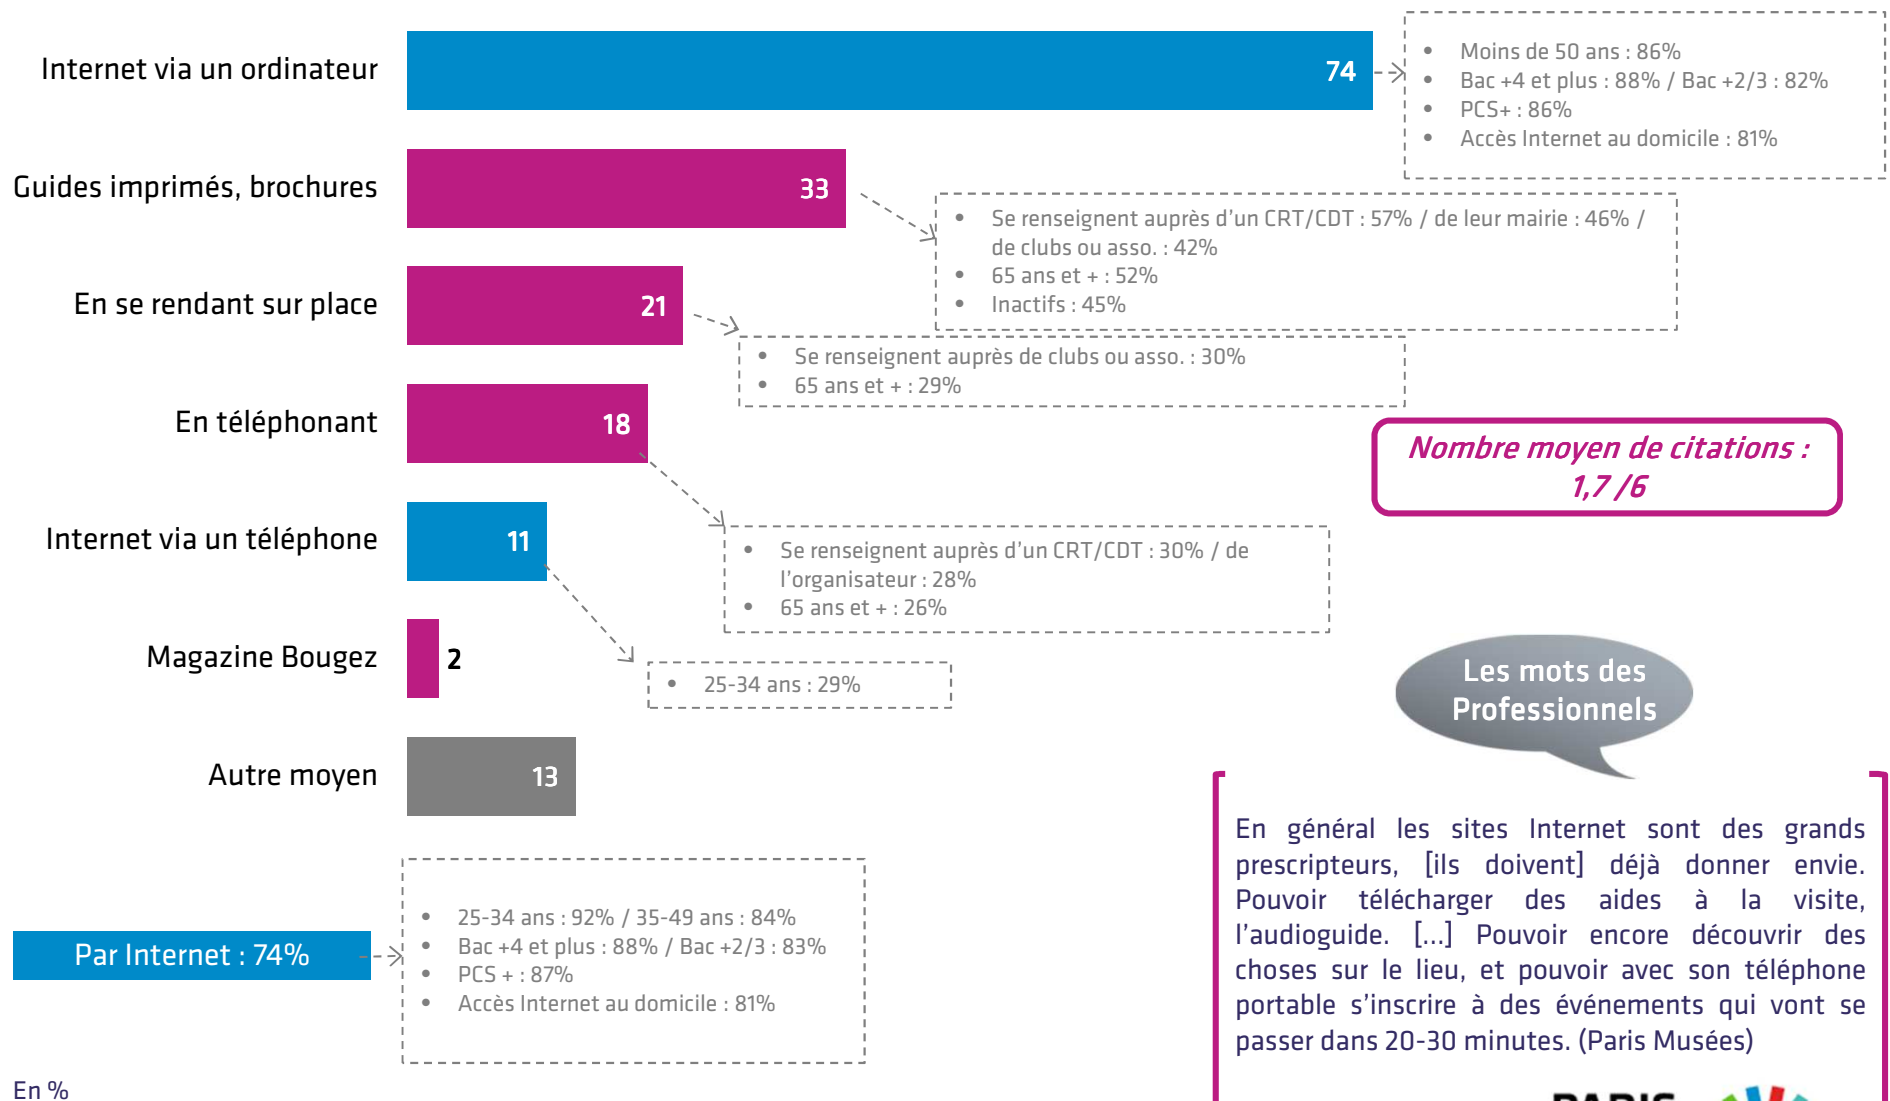 Internet via un ordinateur
74
• Moins de 50 ans : 86%
• Bac +4 et plus : 88% / Bac +2/3 : 82%
• PCS+ : 86%
• Accès Internet au domicile : 81%
Guides imprimés, brochures
33
• Se renseignent auprès d’un CRT/CDT : 57% / de leur mairie : 46% /
de clubs ou asso. : 42%
• 65 ans et + : 52%
• Inactifs : 45%
En se rendant sur place
21
• Se renseignent auprès de clubs ou asso. : 30%
• 65 ans et + : 29%
En téléphonant
18
• Se renseignent auprès d’un CRT/CDT : 30% / de
l’organisateur : 28%
• 65 ans et + : 26%
Nombre moyen de citations :
1,7 /6
Internet via un téléphone
11
• 25-34 ans : 29%
Magazine Bougez
2
Autre moyen
13
Par Internet : 74%
• 25-34 ans : 92% / 35-49 ans : 84%
• Bac +4 et plus : 88% / Bac +2/3 : 83%
• PCS + : 87%
• Accès Internet au domicile : 81%
En %
Les mots des
Professionnels
En général les sites Internet sont des grands
prescripteurs, [ils doivent] déjà donner envie.
Pouvoir télécharger des aides à la visite,
l’audioguide. [...] Pouvoir encore découvrir des
choses sur le lieu, et pouvoir avec son téléphone
portable s’inscrire à des événements qui vont se
passer dans 20-30 minutes. (Paris Musées)
PARIS